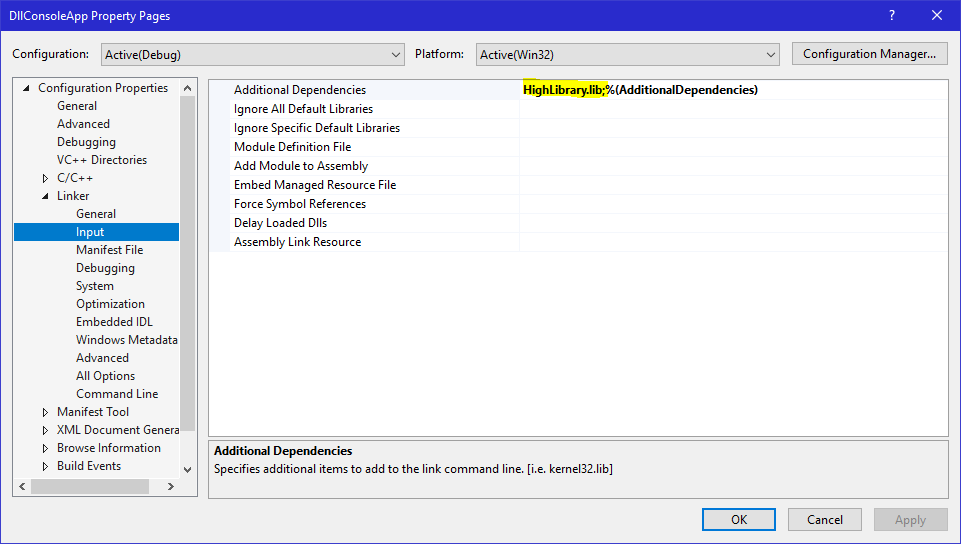 DllConsoleApp Property Pages
Configuration: Active(Debug) Platform: Active(Win32) Configuration Manager...
Configuration Properties
General
Advanced
Debugging
VC++ Directories
C/C++
Linker
General
Input
Manifest File
Debugging
System
Optimization
Embedded IDL
Windows Metadata
Advanced
All Options
Command Line
Manifest Tool
XML Document Genera
Browse Information
Build Events
Additional Dependencies HighLibrary.lib;%(AdditionalDependencies)
Ignore All Default Libraries
Ignore Specific Default Libraries
Module Definition File
Add Module to Assembly
Embed Managed Resource File
Force Symbol References
Delay Loaded Dlls
Assembly Link Resource
Additional Dependencies
Specifies additional items to add to the link command line. [i.e. kernel32.lib]
OK Cancel Apply